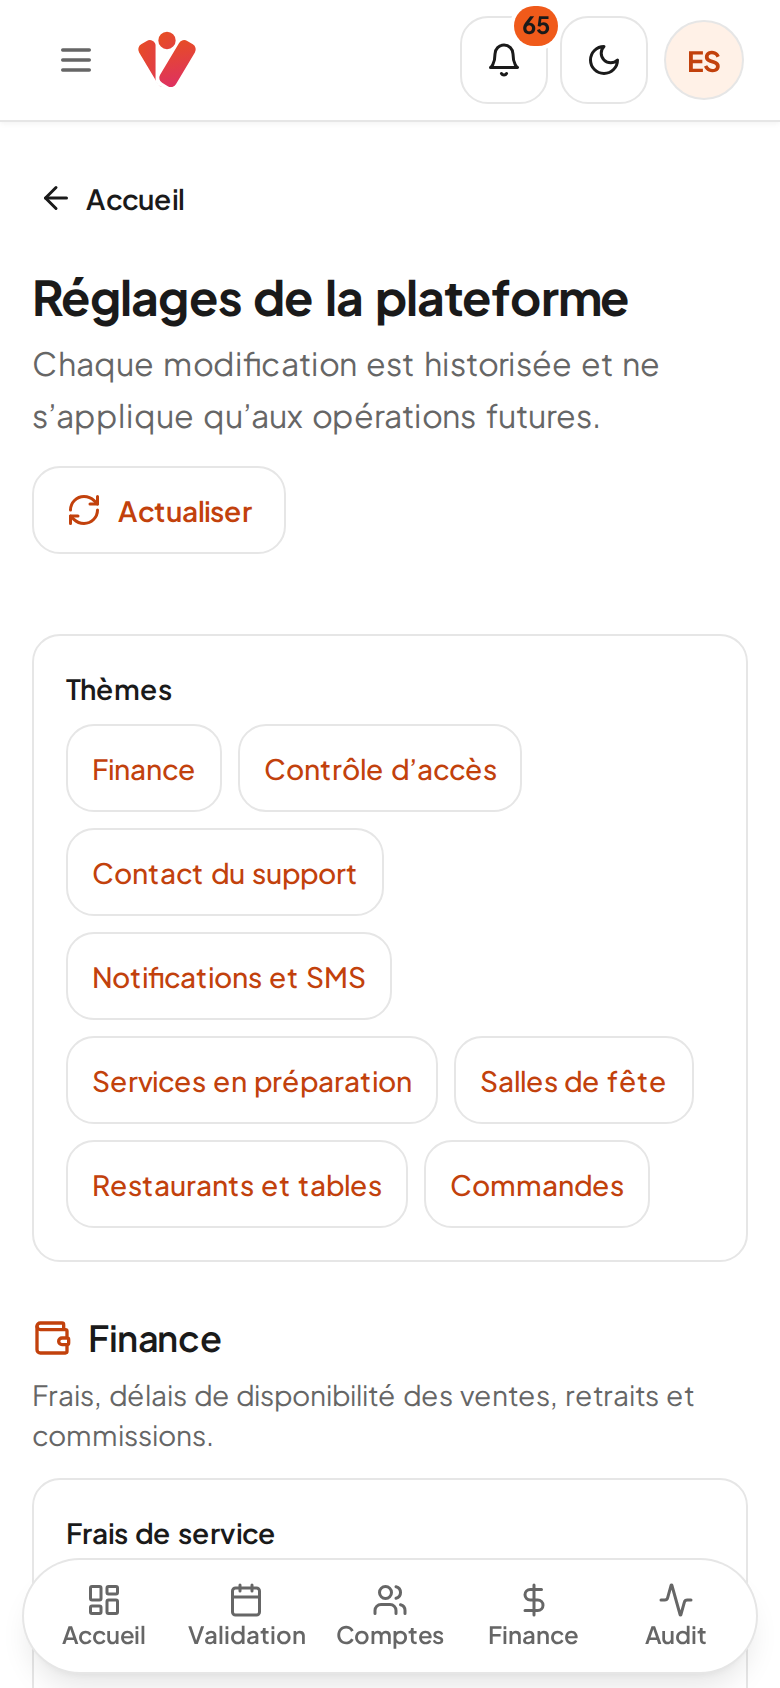 65
ES
Accueil
Réglages de la plateforme
Chaque modification est historisée et ne
s’applique qu’aux opérations futures.
Actualiser
Thèmes
Finance
Contrôle d’accès
Contact du support
Notifications et SMS
Services en préparation
Salles de fête
Restaurants et tables
Commandes
Finance
Frais, délais de disponibilité des ventes, retraits et
commissions.
Frais de service
Accueil
Validation
Comptes
Finance
Audit